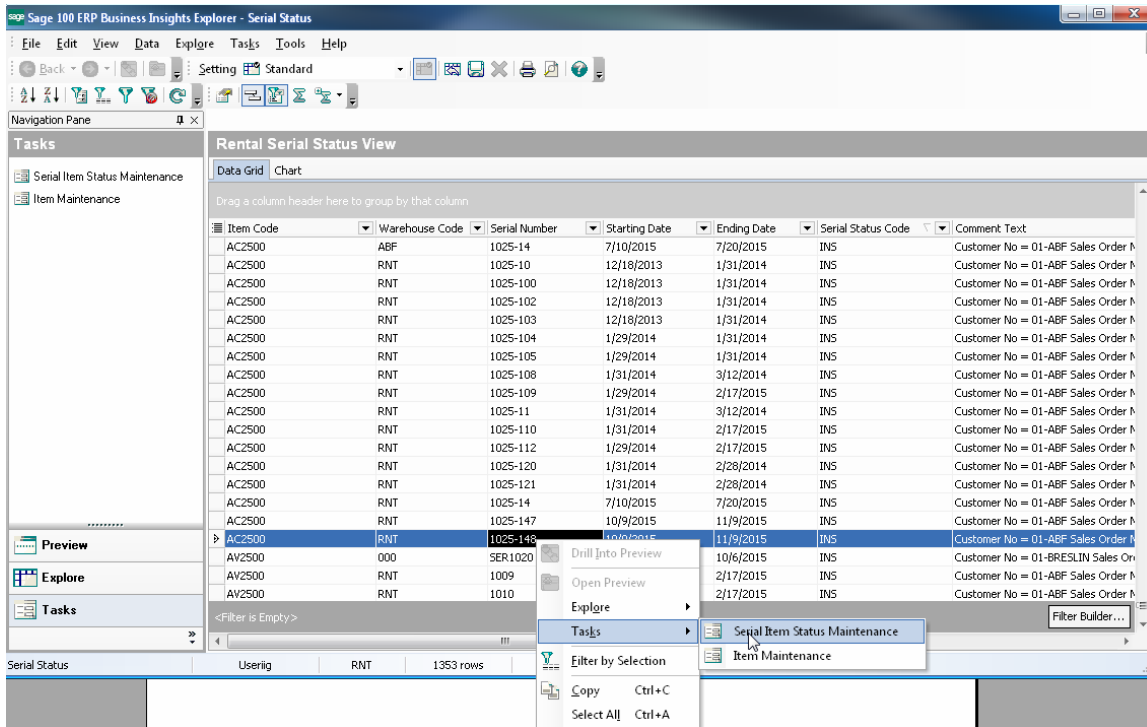 sage Sage 100 ERP Business Insights Explorer - Serial Status
File Edit View Data Explore Tasks Tools Help
Back Setting Standard
Navigation Pane
Tasks
Rental Serial Status View
Serial Item Status Maintenance
Item Maintenance
Data Grid Chart
Drag a column header here to group by that column
Item Code Warehouse Code Serial Number Starting Date Ending Date Serial Status Code Comment Text
AC2500 ABF 1025-14 7/10/2015 7/20/2015 INS Customer No = 01-ABF Sales Order N
AC2500 RNT 1025-10 12/18/2013 1/31/2014 INS Customer No = 01-ABF Sales Order N
AC2500 RNT 1025-100 12/18/2013 1/31/2014 INS Customer No = 01-ABF Sales Order N
AC2500 RNT 1025-102 12/18/2013 1/31/2014 INS Customer No = 01-ABF Sales Order N
AC2500 RNT 1025-103 12/18/2013 1/31/2014 INS Customer No = 01-ABF Sales Order N
AC2500 RNT 1025-104 1/29/2014 1/31/2014 INS Customer No = 01-ABF Sales Order N
AC2500 RNT 1025-105 1/29/2014 1/31/2014 INS Customer No = 01-ABF Sales Order N
AC2500 RNT 1025-108 1/31/2014 3/12/2014 INS Customer No = 01-ABF Sales Order N
AC2500 RNT 1025-109 1/29/2014 2/17/2015 INS Customer No = 01-ABF Sales Order N
AC2500 RNT 1025-11 1/31/2014 3/12/2014 INS Customer No = 01-ABF Sales Order N
AC2500 RNT 1025-110 1/31/2014 2/17/2015 INS Customer No = 01-ABF Sales Order N
AC2500 RNT 1025-112 1/29/2014 2/17/2015 INS Customer No = 01-ABF Sales Order N
AC2500 RNT 1025-120 1/31/2014 2/28/2014 INS Customer No = 01-ABF Sales Order N
AC2500 RNT 1025-121 1/31/2014 2/28/2014 INS Customer No = 01-ABF Sales Order N
AC2500 RNT 1025-14 7/10/2015 7/20/2015 INS Customer No = 01-ABF Sales Order N
AC2500 RNT 1025-147 10/9/2015 11/9/2015 INS Customer No = 01-ABF Sales Order N
AC2500 RNT 1025-148 10/9/2015 11/9/2015 INS Customer No = 01-ABF Sales Order N
AV2500 000 SER1020 10/6/2015 INS Customer No = 01-BRESLIN Sales Or
AV2500 RNT 1009 2/17/2015 INS Customer No = 01-ABF Sales Order N
AV2500 RNT 1010 2/17/2015 INS Customer No = 01-ABF Sales Order N
Preview
Explore
Tasks
<Filter is Empty>
Filter Builder...
Drill Into Preview
Open Preview
Explore
Tasks
Filter by Selection
Copy Ctrl+C
Select All Ctrl+A
Serial Item Status Maintenance
Item Maintenance
Serial Status Useriig RNT 1353 rows